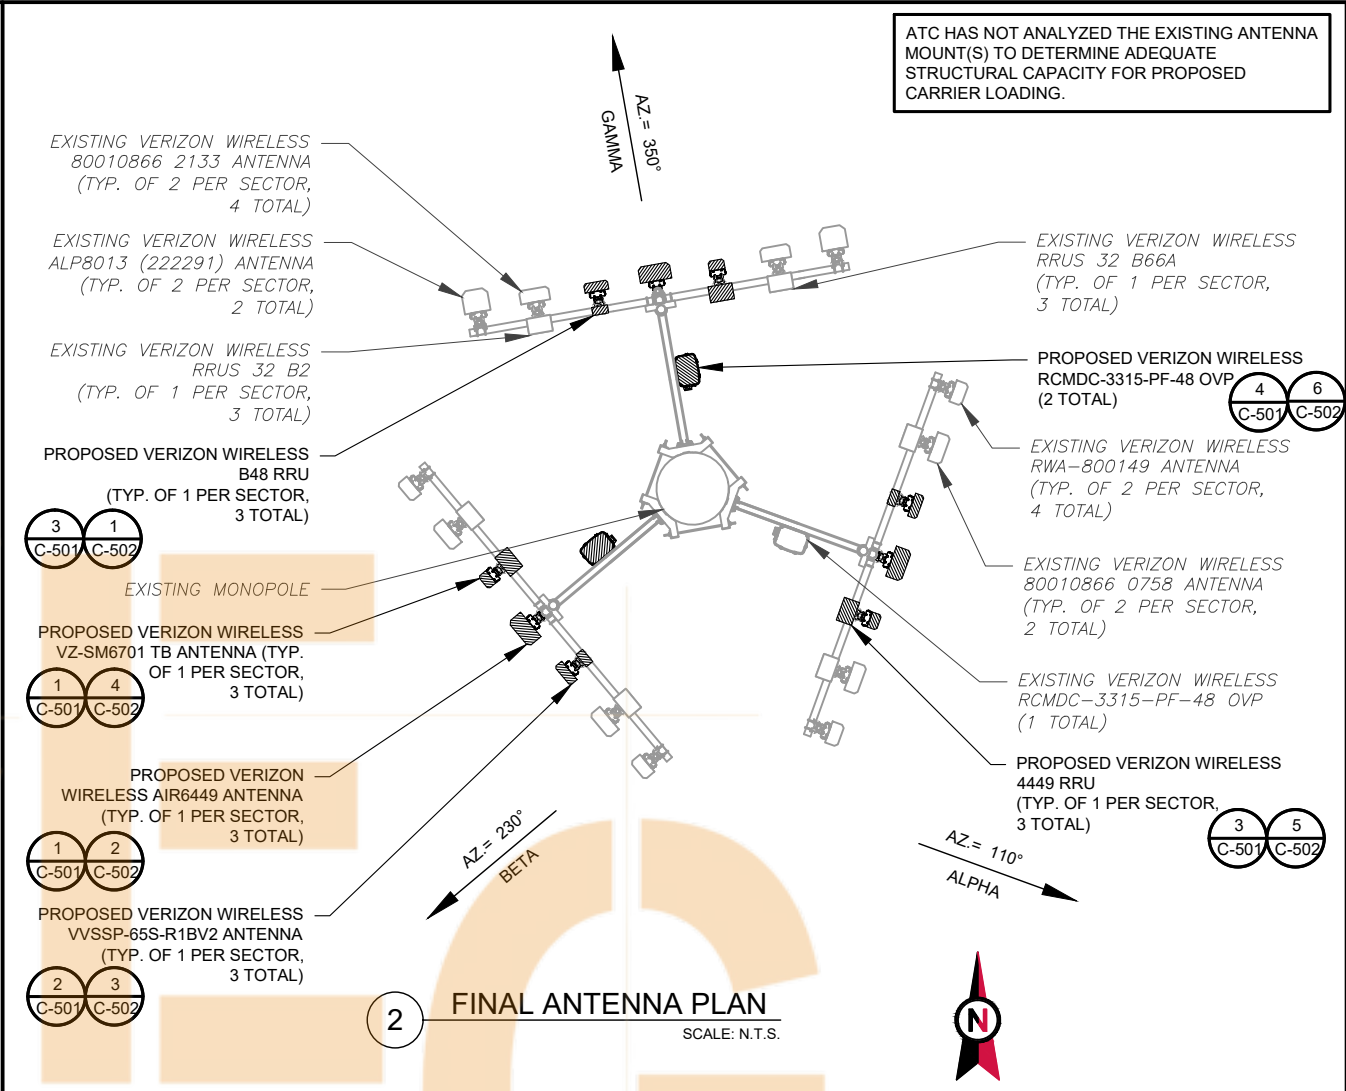 ATC HAS NOT ANALYZED THE EXISTING ANTENNA
MOUNT(S) TO DETERMINE ADEQUATE
STRUCTURAL CAPACITY FOR PROPOSED
CARRIER LOADING.
AZ.= 350°
GAMMA
EXISTING VERIZON WIRELESS
80010866 2133 ANTENNA
(TYP. OF 2 PER SECTOR,
4 TOTAL)
EXISTING VERIZON WIRELESS
ALP8013 (222291) ANTENNA
(TYP. OF 2 PER SECTOR,
2 TOTAL)
EXISTING VERIZON WIRELESS
RRUS 32 B2
(TYP. OF 1 PER SECTOR,
3 TOTAL)
PROPOSED VERIZON WIRELESS
B48 RRU
(TYP. OF 1 PER SECTOR,
3 TOTAL)
3 1
C-501 C-502
EXISTING MONOPOLE
PROPOSED VERIZON WIRELESS
VZ-SM6701 TB ANTENNA (TYP.
OF 1 PER SECTOR,
3 TOTAL)
1 4
C-501 C-502
PROPOSED VERIZON
WIRELESS AIR6449 ANTENNA
(TYP. OF 1 PER SECTOR,
3 TOTAL)
1 2
C-501 C-502
PROPOSED VERIZON WIRELESS
VVSSP-65S-R1BV2 ANTENNA
(TYP. OF 1 PER SECTOR,
3 TOTAL)
2 3
C-501 C-502
EXISTING VERIZON WIRELESS
RRUS 32 B66A
(TYP. OF 1 PER SECTOR,
3 TOTAL)
PROPOSED VERIZON WIRELESS
RCMDC-3315-PF-48 OVP
(2 TOTAL)
4 6
C-501 C-502
EXISTING VERIZON WIRELESS
RWA-800149 ANTENNA
(TYP. OF 2 PER SECTOR,
4 TOTAL)
EXISTING VERIZON WIRELESS
80010866 0758 ANTENNA
(TYP. OF 2 PER SECTOR,
2 TOTAL)
EXISTING VERIZON WIRELESS
RCMDC-3315-PF-48 OVP
(1 TOTAL)
PROPOSED VERIZON WIRELESS
4449 RRU
(TYP. OF 1 PER SECTOR,
3 TOTAL)
3 5
C-501 C-502
AZ.= 230°
BETA
AZ.= 110°
ALPHA
2 FINAL ANTENNA PLAN
SCALE: N.T.S.
N